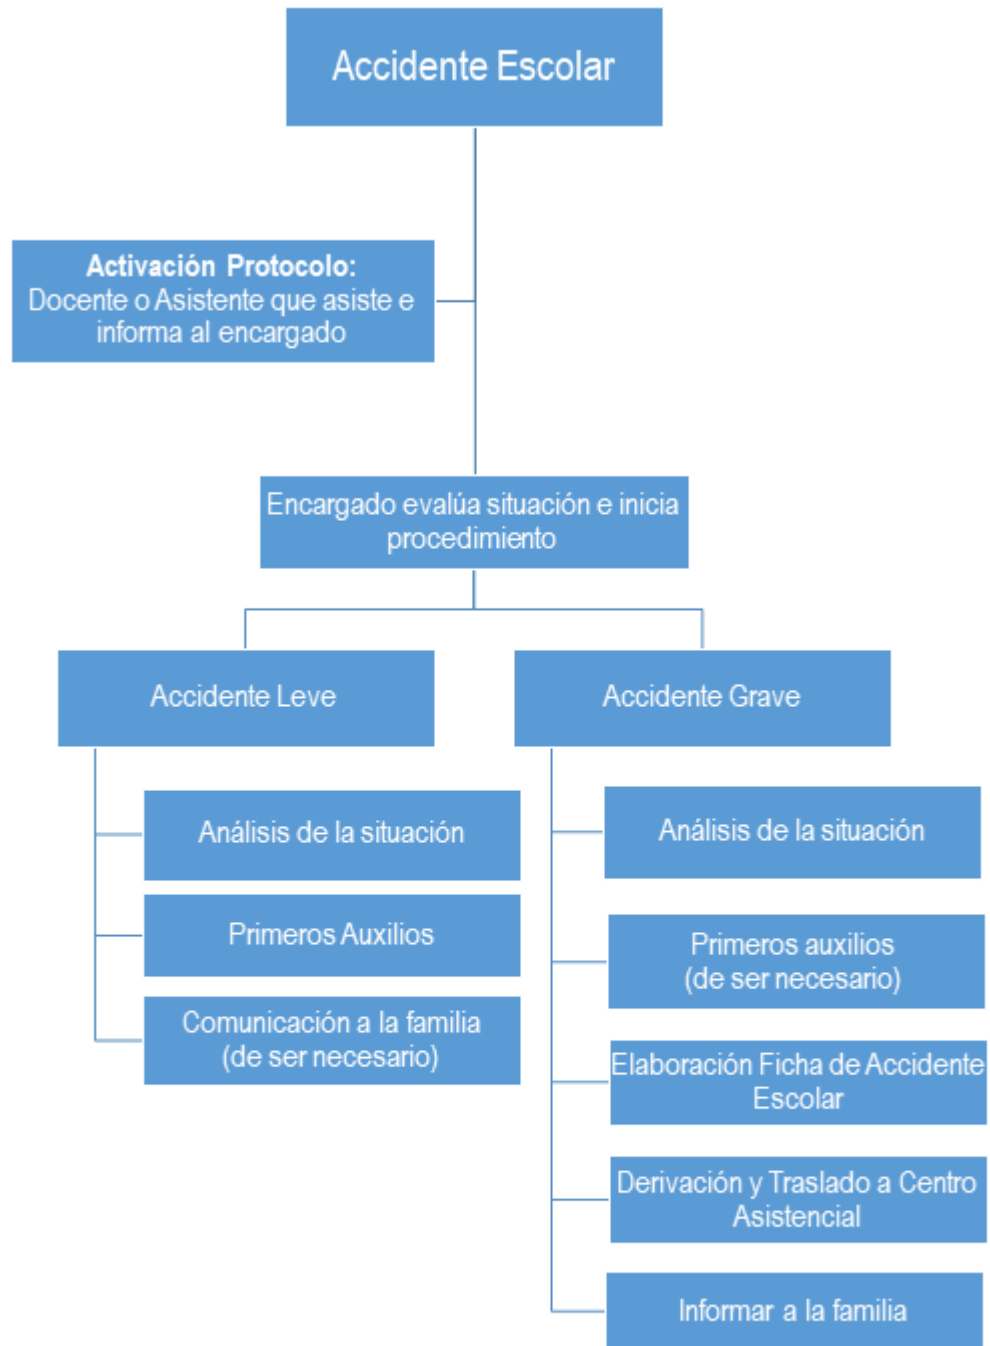 Accidente Escolar
Activación Protocolo:
Docente o Asistente que asiste e
informa al encargado
Encargado evalúa situación e inicia
procedimiento
Accidente Leve
Análisis de la situación
Primeros Auxilios
Comunicación a la familia
(de ser necesario)
Accidente Grave
Análisis de la situación
Primeros auxilios
(de ser necesario)
Elaboración Ficha de Accidente
Escolar
Derivación y Traslado a Centro
Asistencial
Informar a la familia